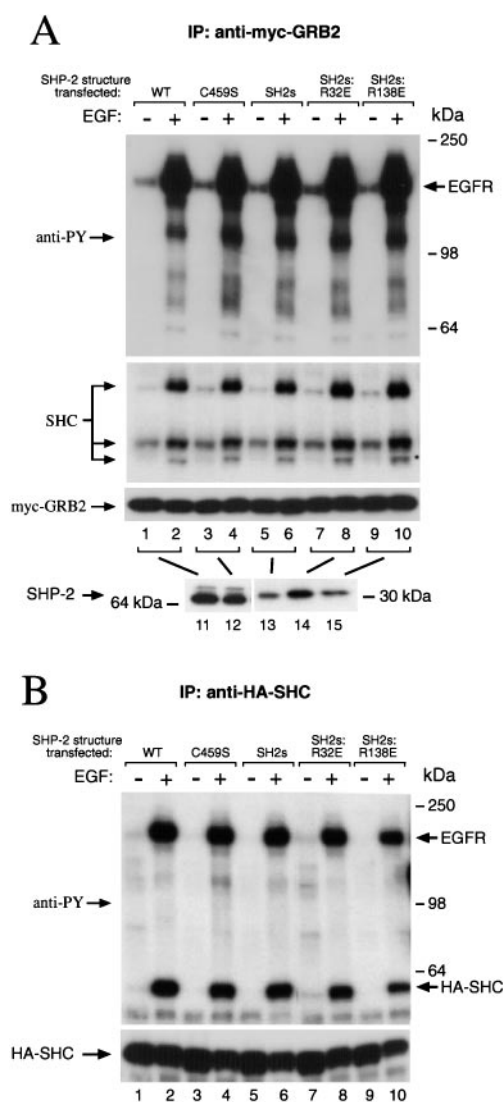 A
IP: anti-myc-GRB2
SHP-2 structure transfected: WT C459S SH2s SH2s: R32E SH2s: R138E
EGF: - + - + - + - + - +
kDa
– 250
EGFR
anti-PY
– 98
– 64
SHC
myc-GRB2
1 2 3 4 5 6 7 8 9 10
SHP-2 64 kDa – – 30 kDa
11 12 13 14 15
B
IP: anti-HA-SHC
SHP-2 structure transfected: WT C459S SH2s SH2s: R32E SH2s: R138E
EGF: - + - + - + - + - +
kDa
– 250
EGFR
anti-PY
– 98
– 64
HA-SHC
HA-SHC
1 2 3 4 5 6 7 8 9 10